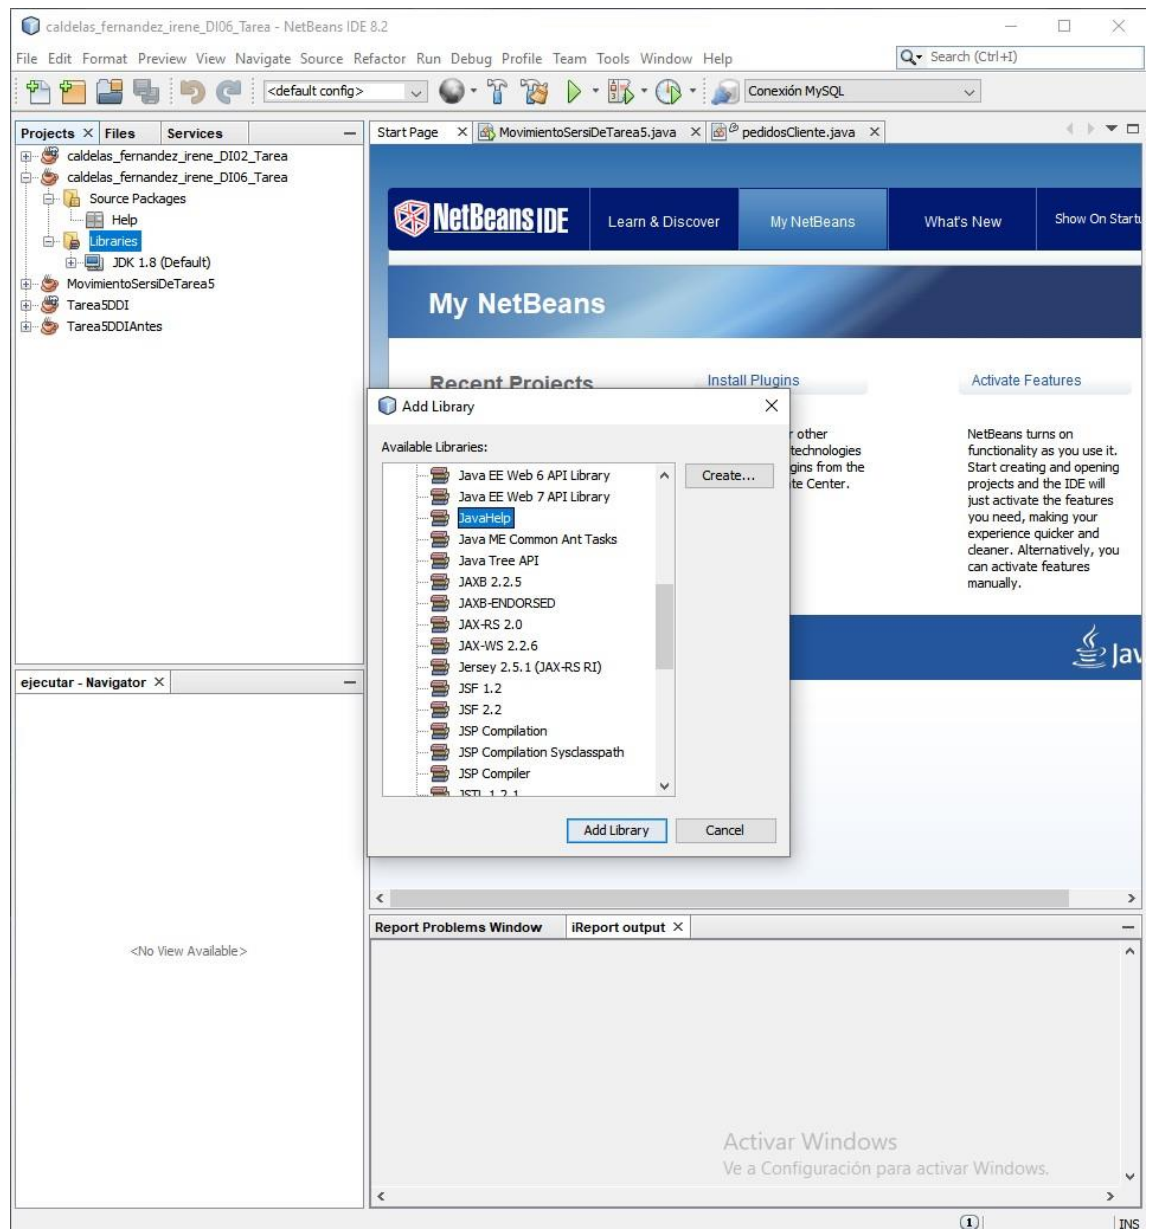 caldelas_fernandez_irene_DI06_Tarea - NetBeans IDE 8.2
File Edit Format Preview View Navigate Source Refactor Run Debug Profile Team Tools Window Help
Search (Ctrl+I)
<default config>
Conexión MySQL
Projects
Files
Services
Start Page
MovimientoSersiDeTarea5.java
pedidosCliente.java
caldelas_fernandez_irene_DI02_Tarea
caldelas_fernandez_irene_DI06_Tarea
Source Packages
Help
Libraries
JDK 1.8 (Default)
MovimientoSersiDeTarea5
Tarea5DDI
Tarea5DDIAntes
NetBeans IDE
Learn & Discover
My NetBeans
What's New
Show On Startu
My NetBeans
Recent Projects
Install Plugins
Activate Features
r other
technologies
gins from the
te Center.
NetBeans turns on
functionality as you use it.
Start creating and opening
projects and the IDE will
just activate the features
you need, making your
experience quicker and
cleaner. Alternatively, you
can activate features
manually.
Jav
Add Library
Available Libraries:
Java EE Web 6 API Library
Java EE Web 7 API Library
JavaHelp
Java ME Common Ant Tasks
Java Tree API
JAXB 2.2.5
JAXB-ENDORSED
JAX-RS 2.0
JAX-WS 2.2.6
Jersey 2.5.1 (JAX-RS RI)
JSF 1.2
JSF 2.2
JSP Compilation
JSP Compilation Sysclasspath
JSP Compiler
JSTL 1.2.1
Create...
Add Library
Cancel
ejecutar - Navigator
<No View Available>
Report Problems Window
iReport output
Activar Windows
Ve a Configuración para activar Windows.
1
INS